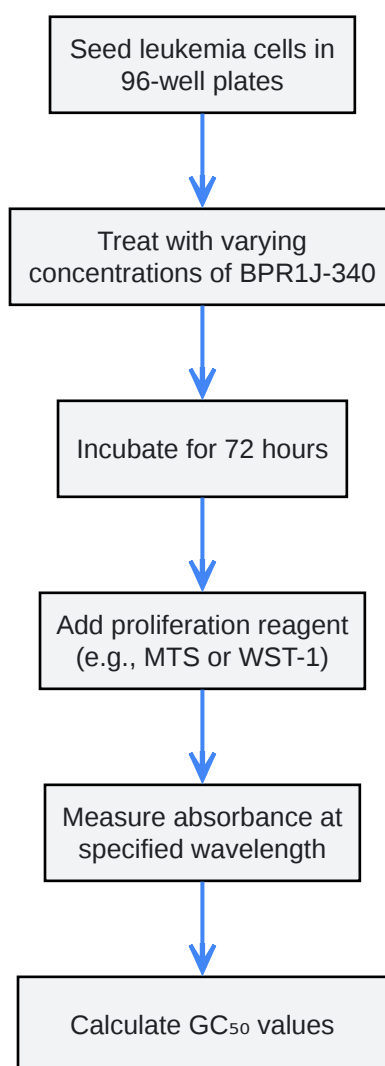 Seed leukemia cells in
96-well plates
Treat with varying
concentrations of BPR1J-340
Incubate for 72 hours
Add proliferation reagent
(e.g., MTS or WST-1)
Measure absorbance at
specified wavelength
Calculate GC₅₀ values